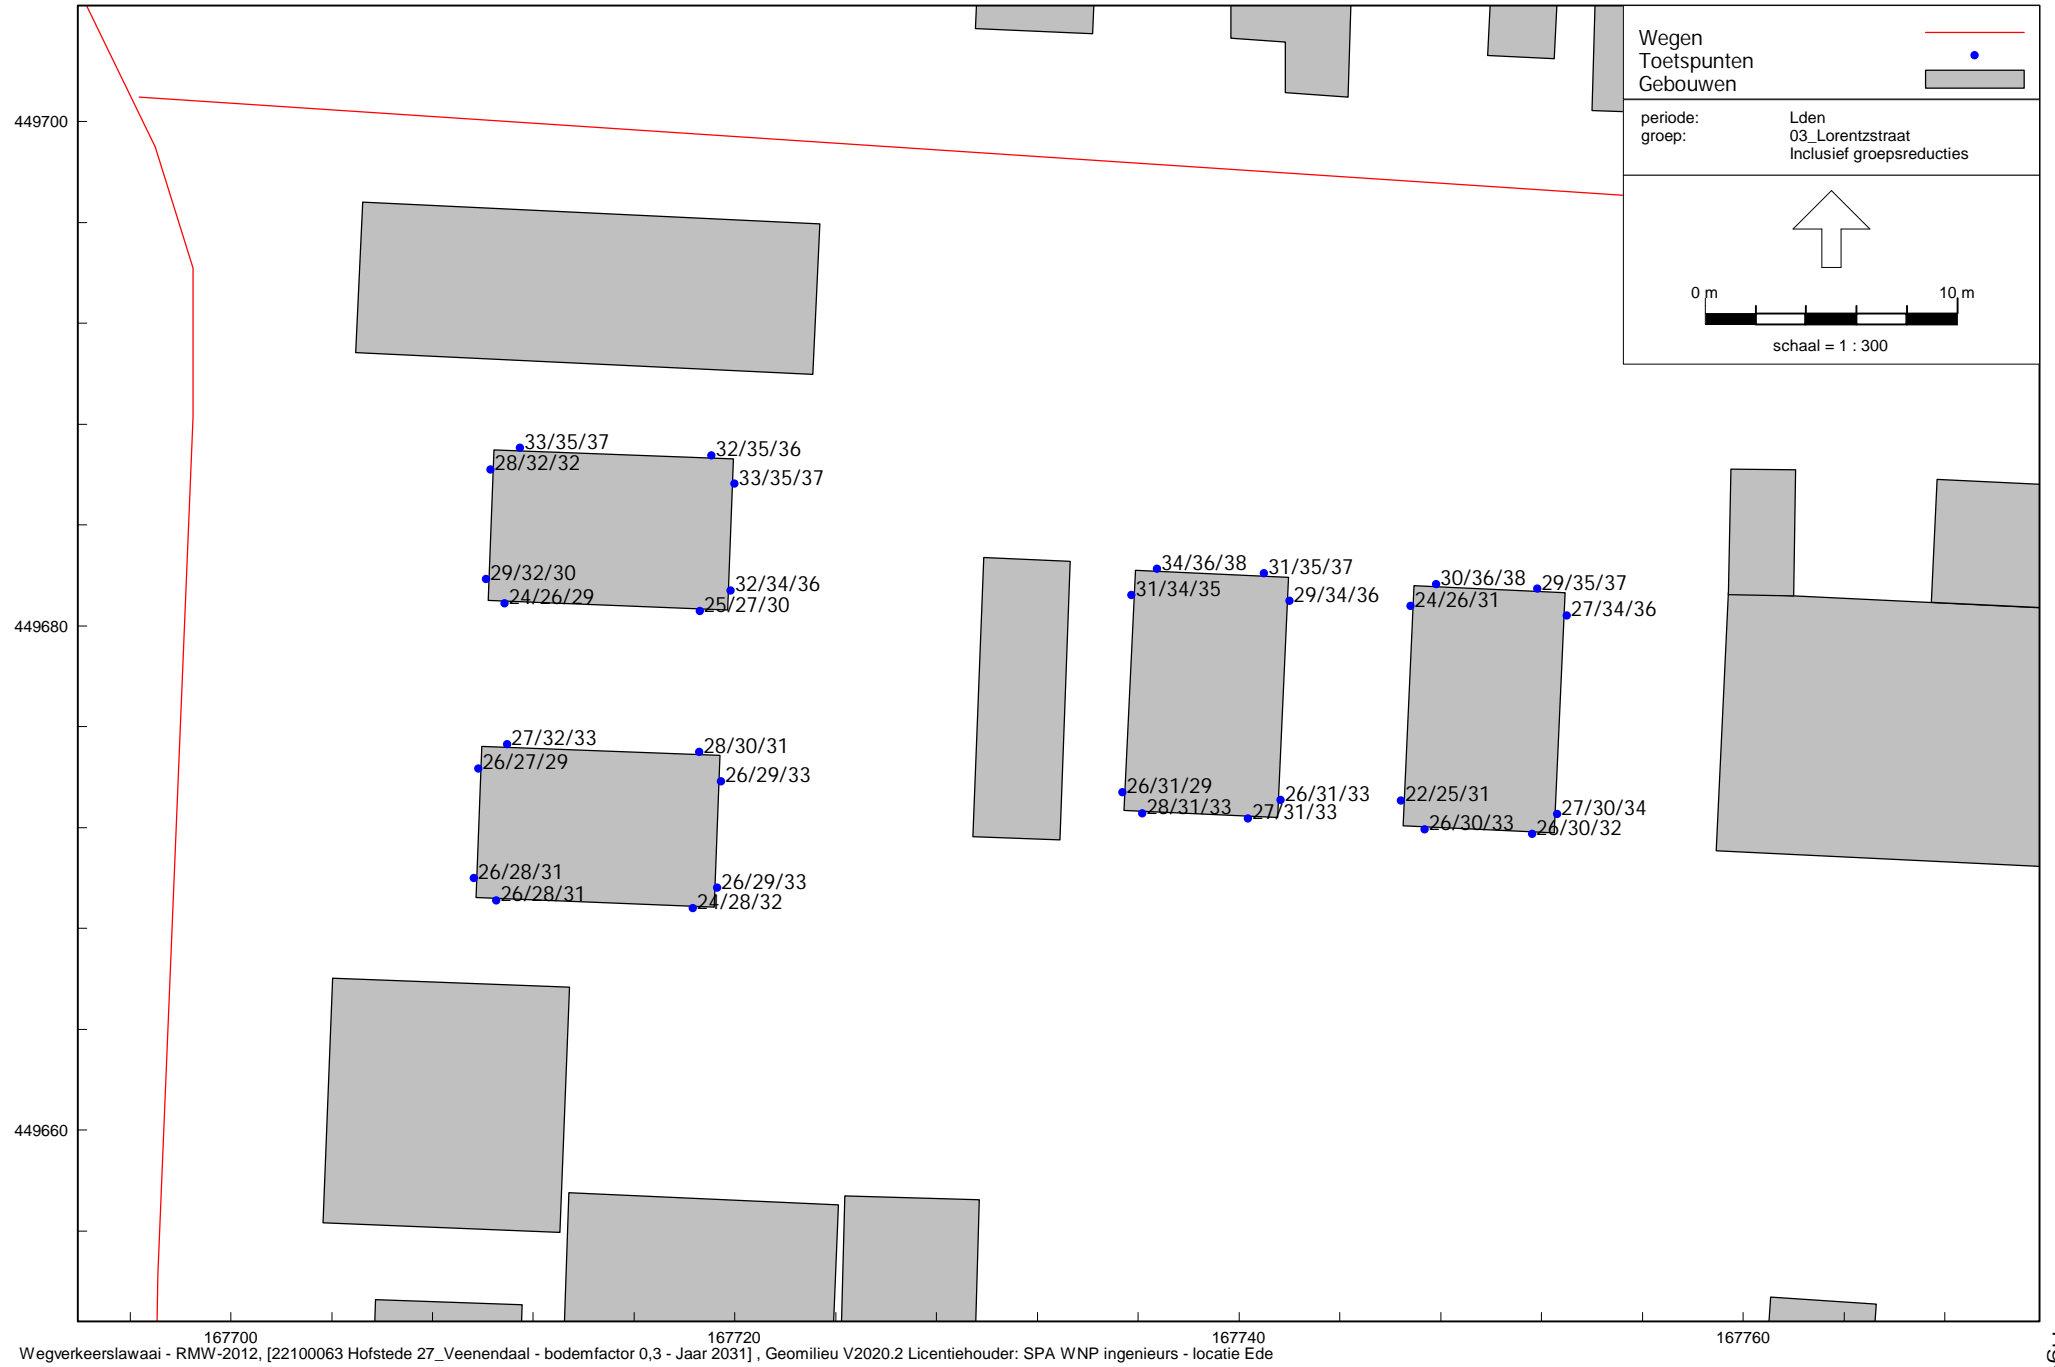 Wegen
Toetspunten
Gebouwen
periode: Lden
groep: 03_Lorentzstraat
Inclusief groepsreducties
0 m 10 m
schaal = 1 : 300
449700
33/35/37 32/35/36
28/32/32 33/35/37
29/32/30 32/34/36
24/26/29 25/27/30
34/36/38 31/35/37 30/36/38 29/35/37
31/34/35 29/34/36 24/26/31 27/34/36
449680
27/32/33 28/30/31
26/27/29 26/29/33
26/31/29 26/31/33 22/25/31 27/30/34
28/31/33 27/31/33 26/30/33 26/30/32
26/28/31 26/29/33
26/28/31 24/28/32
449660
167700 167720 167740 167760
Wegverkeerslawaai - RMW-2012, [22100063 Hofstede 27_Veenendaal - bodemfactor 0,3 - Jaar 2031] , Geomilieu V2020.2 Licentiehouder: SPA WNP ingenieurs - locatie Ede